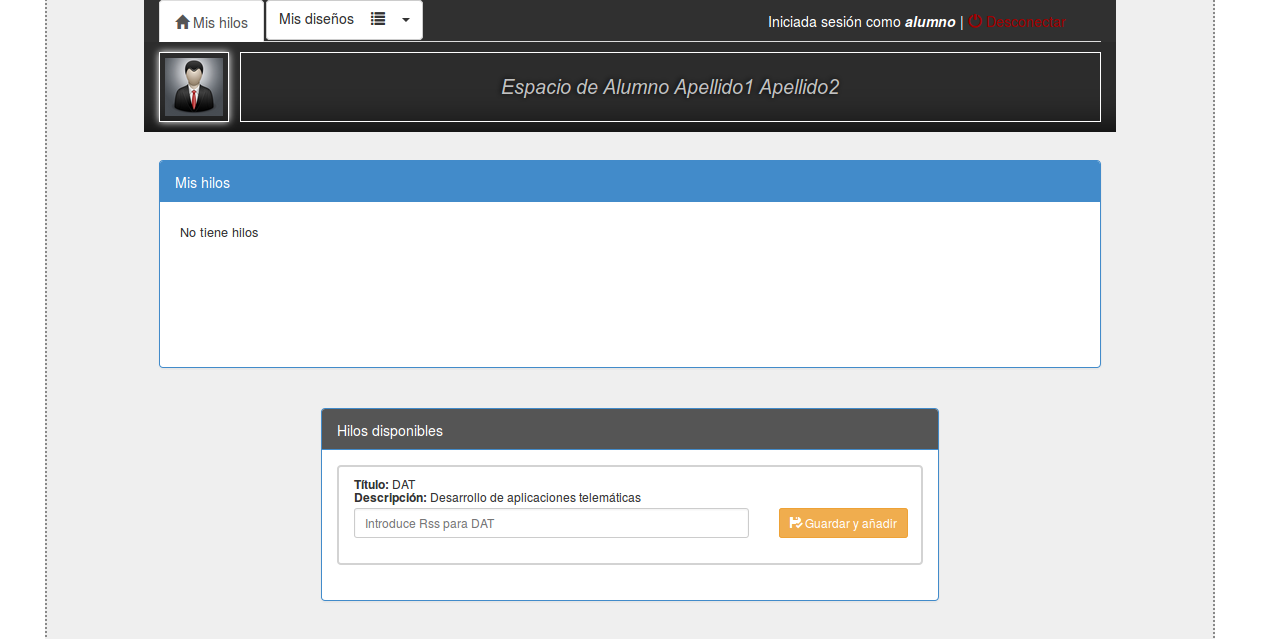 Mis hilos
Mis diseños
Iniciada sesión como alumno | Desconectar
Espacio de Alumno Apellido1 Apellido2
Mis hilos
No tiene hilos
Hilos disponibles
Título: DAT
Descripción: Desarrollo de aplicaciones telemáticas
Introduce Rss para DAT
Guardar y añadir